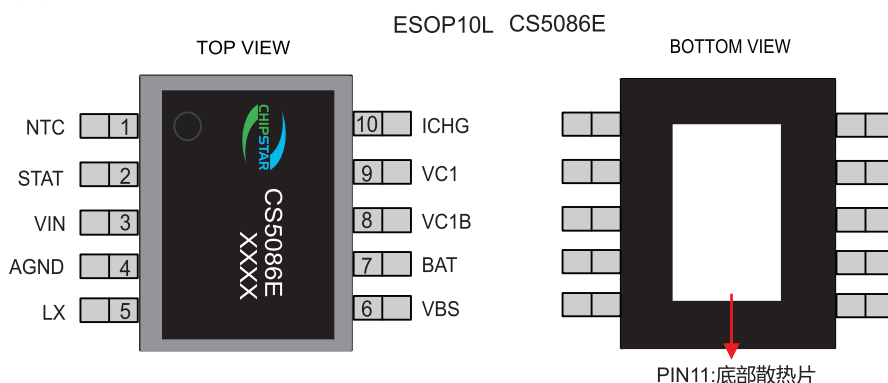 ESOP10L CS5086E
TOP VIEW
BOTTOM VIEW
NTC 1
STAT 2
VIN 3
AGND 4
LX 5
CHIPSTAR
CS5086E
XXXX
10 ICHG
9 VC1
8 VC1B
7 BAT
6 VBS
PIN11:底部散热片